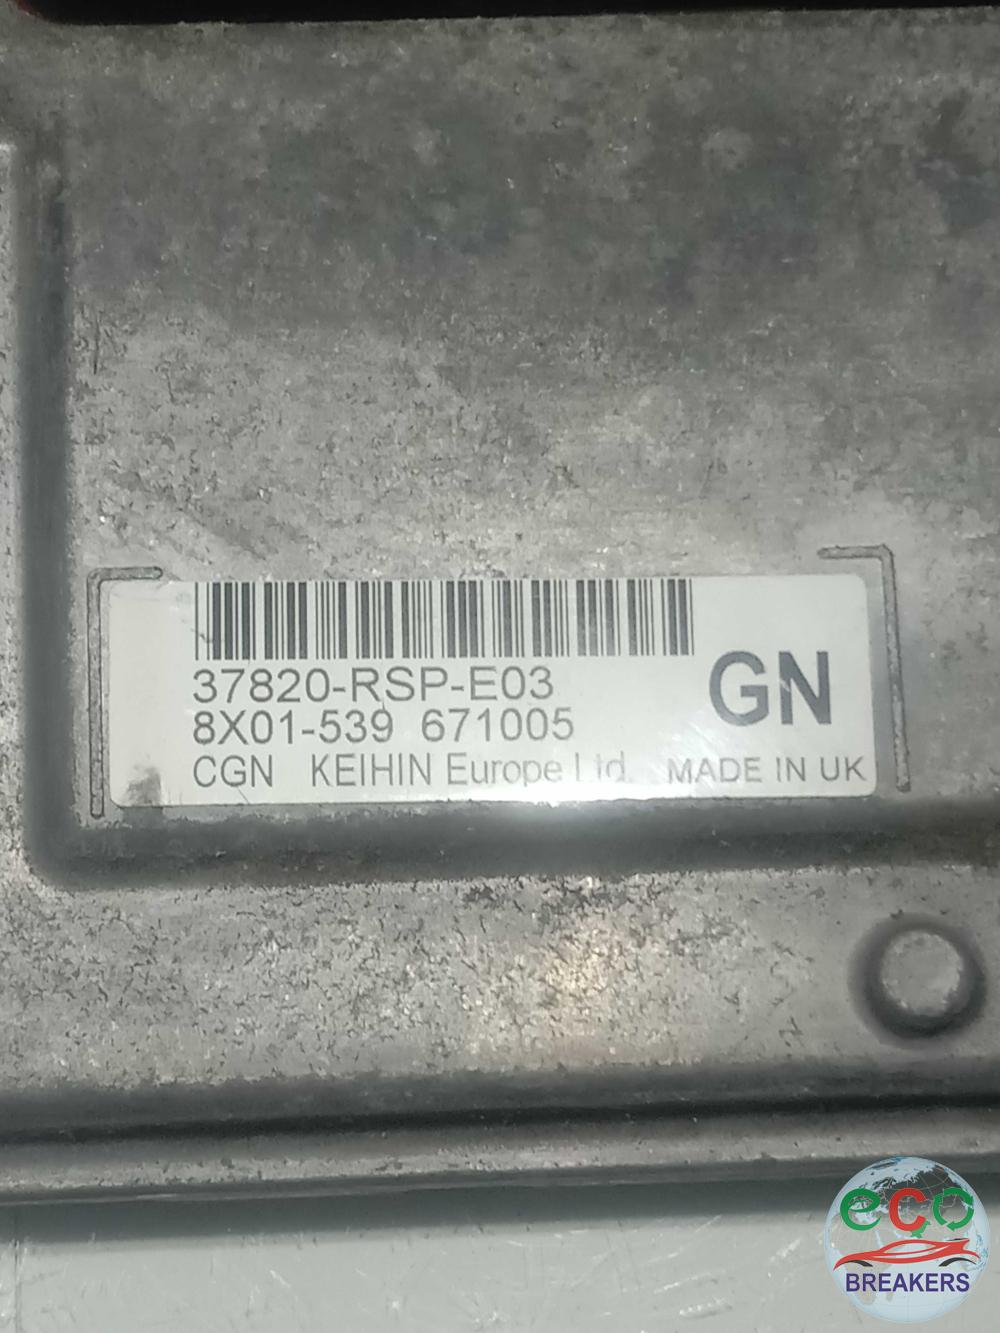 37820-RSP-E03
GN
8X01-539 671005
CGN KEIHIN Europe Ltd. MADE IN UK
eco
BREAKERS